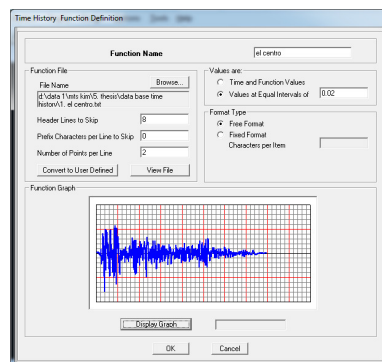 Time History Function Definition
Function Name
el centro
Function File
File Name
Browse...
d:\data 1\mts kim\5. thesis\data base time
history\1. el centro.txt
Header Lines to Skip
8
Prefix Characters per Line to Skip
0
Number of Points per Line
2
Convert to User Defined
View File
Values are:
Time and Function Values
Values at Equal Intervals of
0.02
Format Type
Free Format
Fixed Format
Characters per Item
Function Graph
Display Graph
OK
Cancel